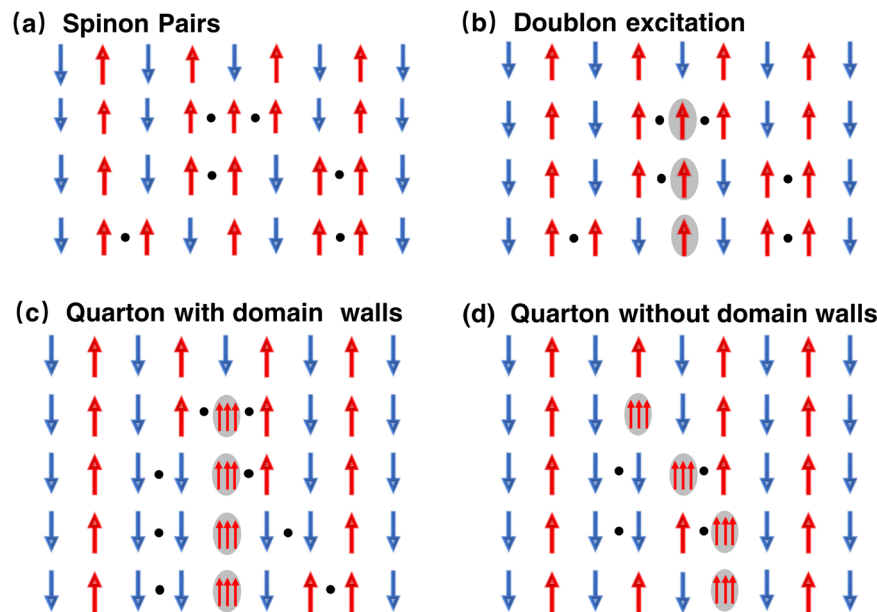 (a) Spinon Pairs
(b) Doublon excitation
(c) Quarton with domain walls
(d) Quarton without domain walls